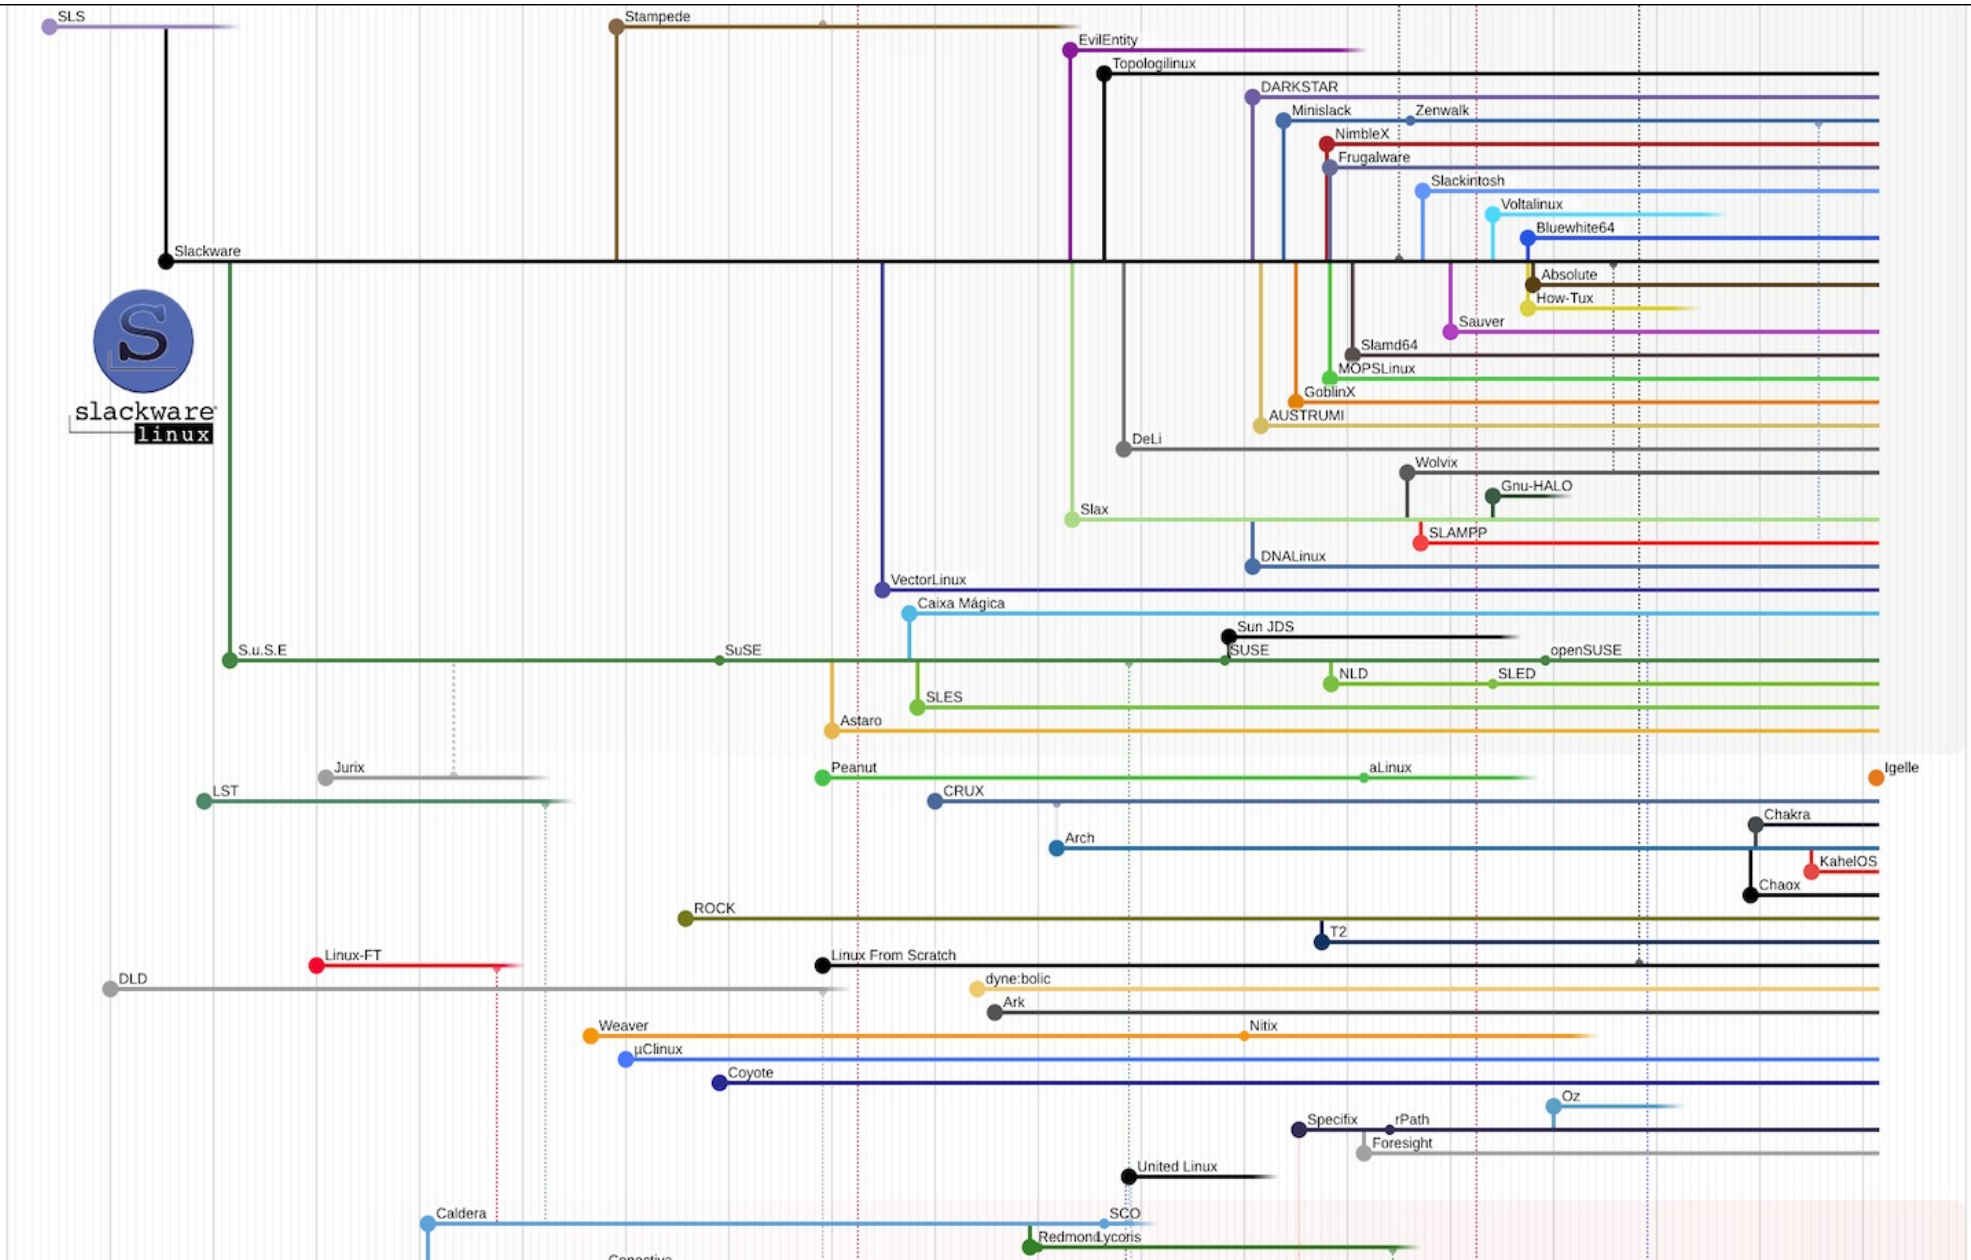 SLS
Stampede
EvilEntity
Topologilinux
DARKSTAR
Minislack
Zenwalk
NimbleX
Frugalware
Slackintosh
Voltalinux
Bluewhite64
Slackware
Absolute
How-Tux
Sauver
Slamd64
MOPSLinux
GoblinX
AUSTRUMI
S
slackware
linux
DeLi
Wolvix
Gnu-HALO
Slax
SLAMPP
DNALinux
VectorLinux
Caixa Mágica
Sun JDS
S.u.S.E
SuSE
SUSE
openSUSE
NLD
SLED
SLES
Astaro
Jurix
Peanut
aLinux
Igelle
LST
CRUX
Chakra
Arch
KahelOS
Chaox
ROCK
T2
Linux-FT
Linux From Scratch
DLD
dyne:bolic
Ark
Weaver
Nitix
µClinux
Coyote
Oz
Specifix
rPath
Foresight
United Linux
Caldera
SCO
Redmond
Lycoris
Conectiva